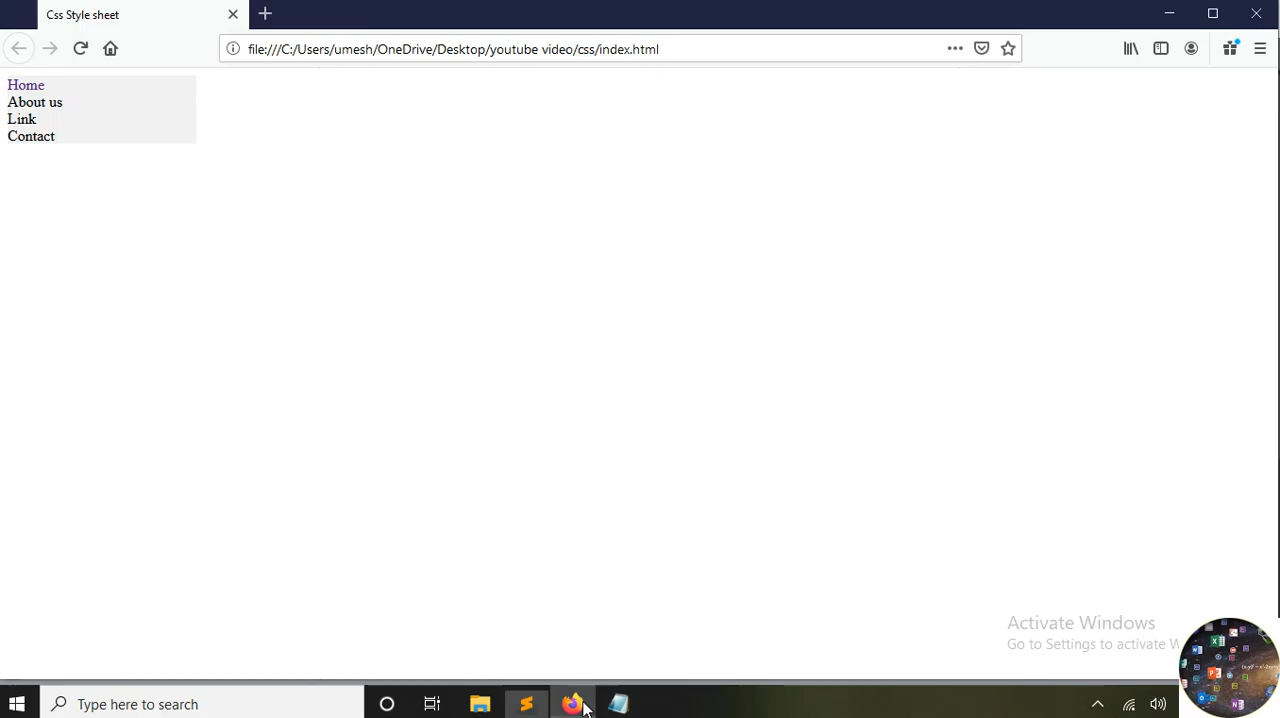 Css Style sheet
file:///C:/Users/umesh/OneDrive/Desktop/youtube video/css/index.html
Home
About us
Link
Contact
Activate Windows
Go to Settings to activate W
Type here to search